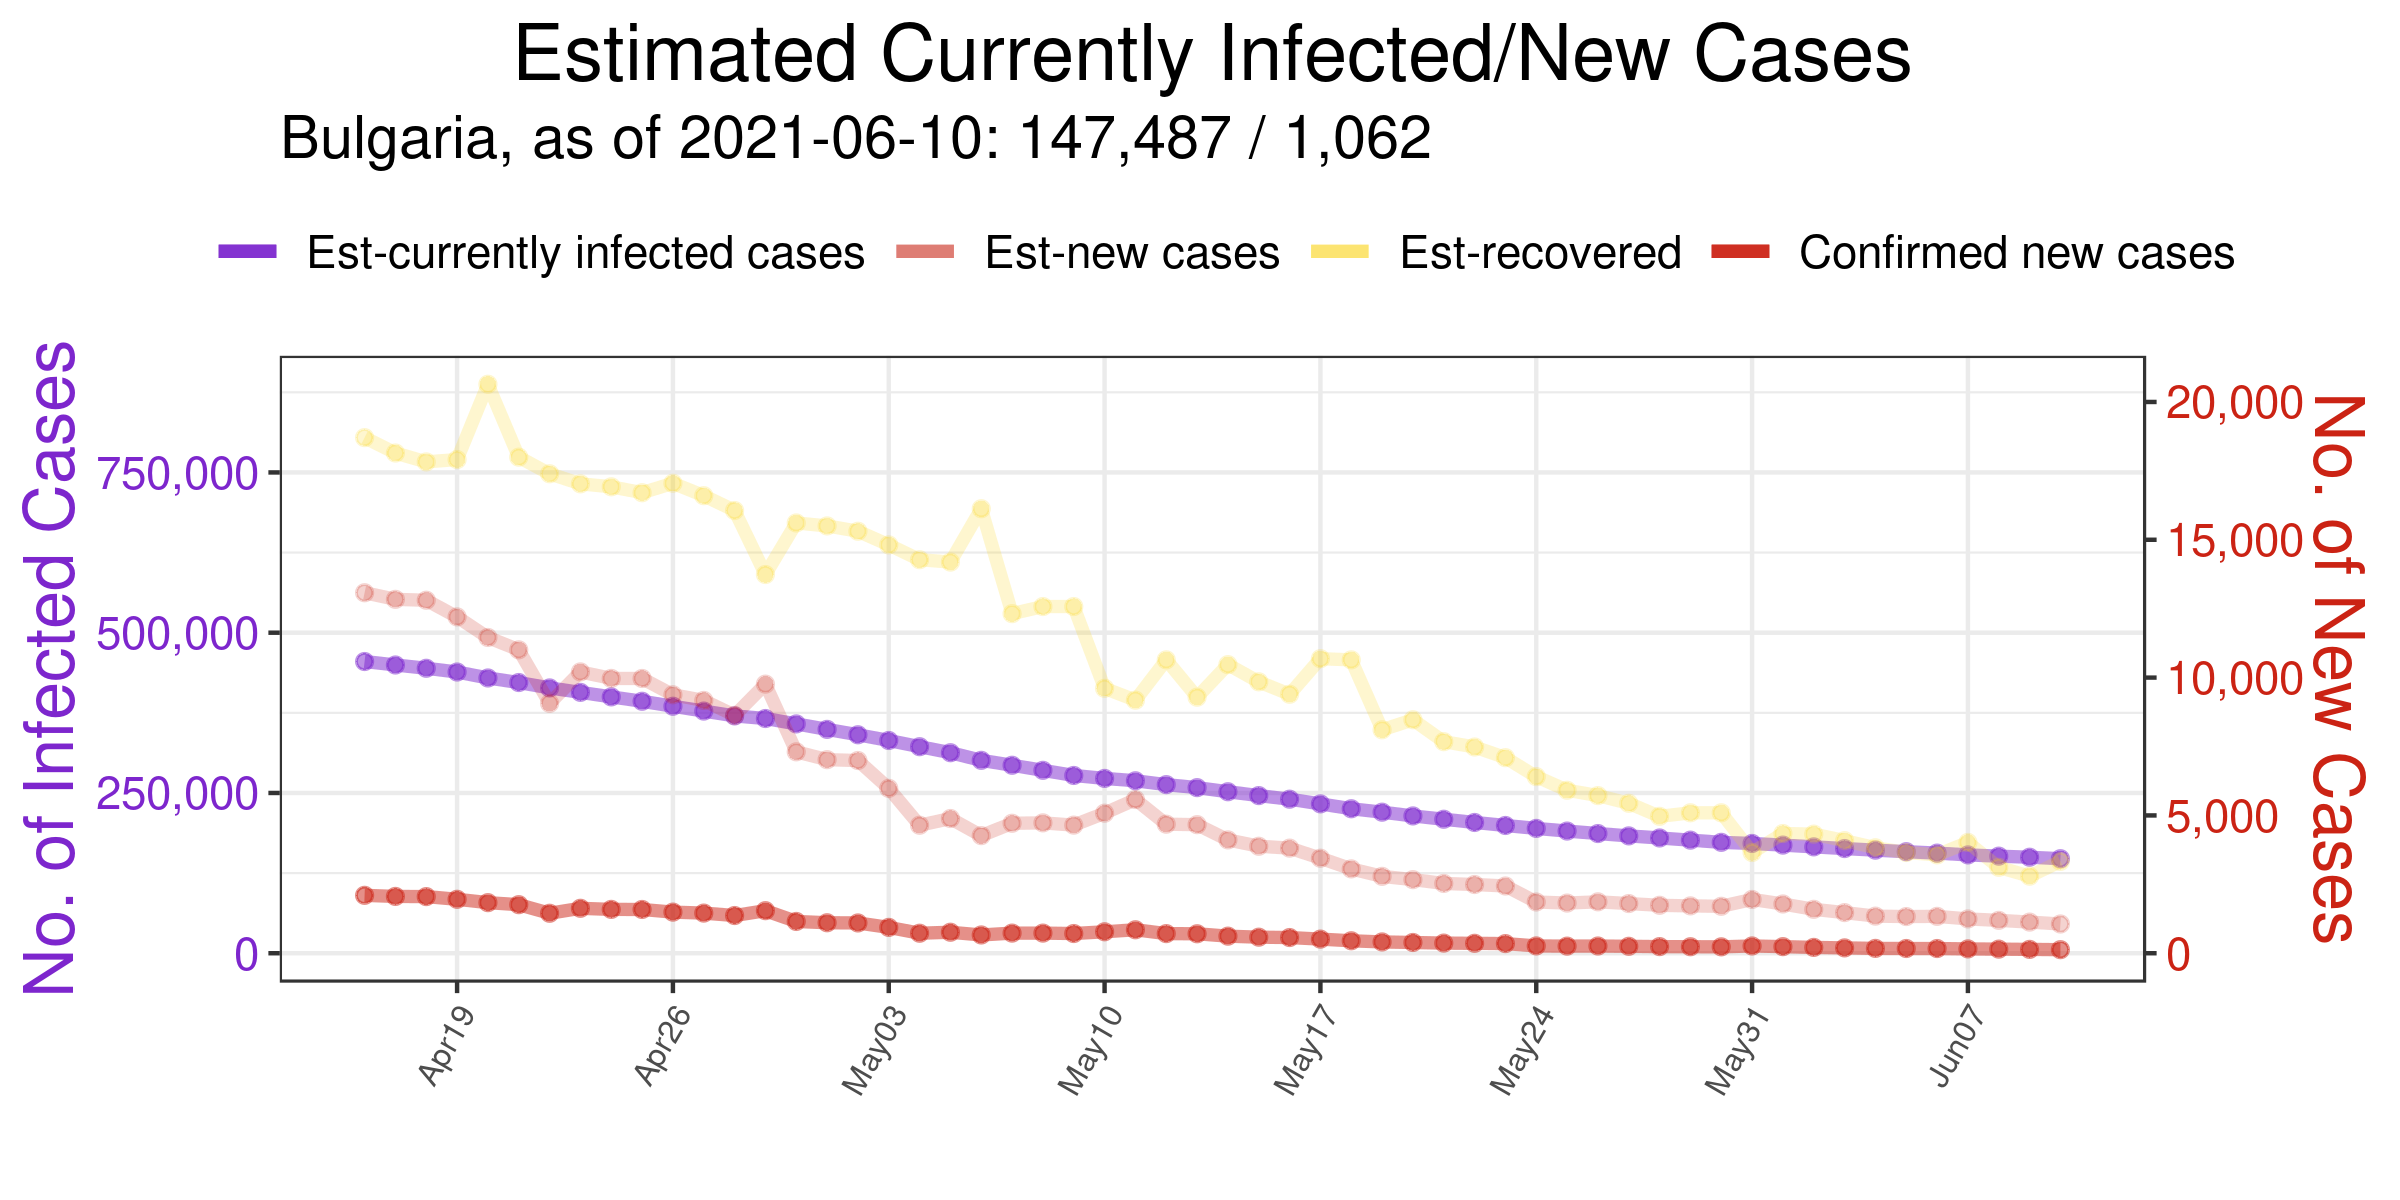 Estimated Currently Infected/New Cases
Bulgaria, as of 2021-06-10: 147,487 / 1,062
Est-currently infected cases Est-new cases Est-recovered Confirmed new cases
No. of Infected Cases
750,000
500,000
250,000
0
20,000
15,000
10,000
5,000
0
No. of New Cases
Apr19 Apr26 May03 May10 May17 May24 May31 Jun07